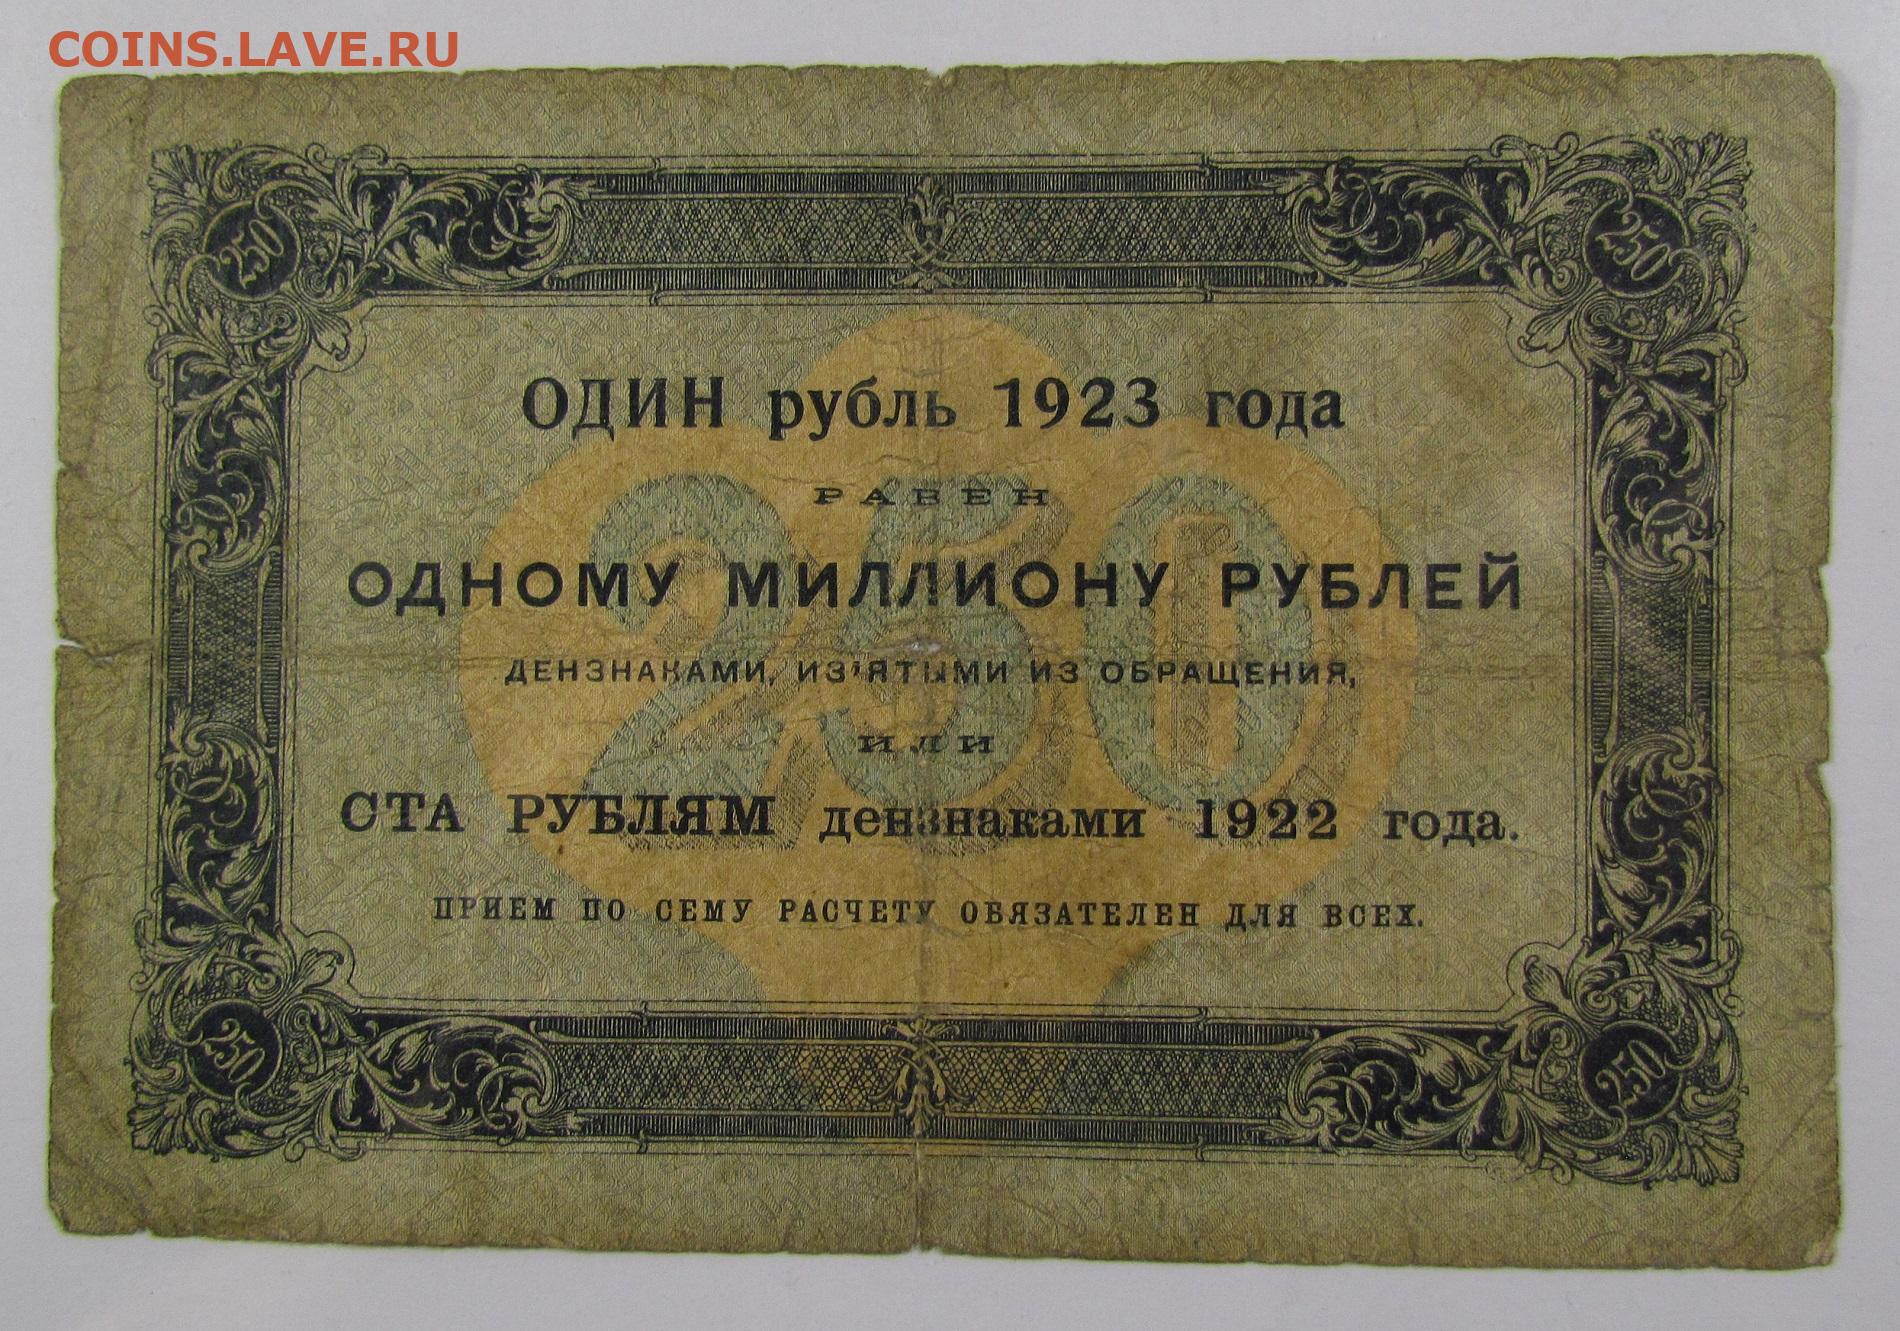 COINS.LAVE.RU
250 250
ОДИН рубль 1923 года
РАВЕН
250
ОДНОМУ МИЛЛИОНУ РУБЛЕЙ
ДЕНЗНАКАМИ, ИЗ'ЯТЫМИ ИЗ ОБРАЩЕНИЯ,
ИЛИ
СТА РУБЛЯМ дензнаками 1922 года.
ПРИЕМ ПО СЕМУ РАСЧЕТУ ОБЯЗАТЕЛЕН ДЛЯ ВСЕХ.
250 250